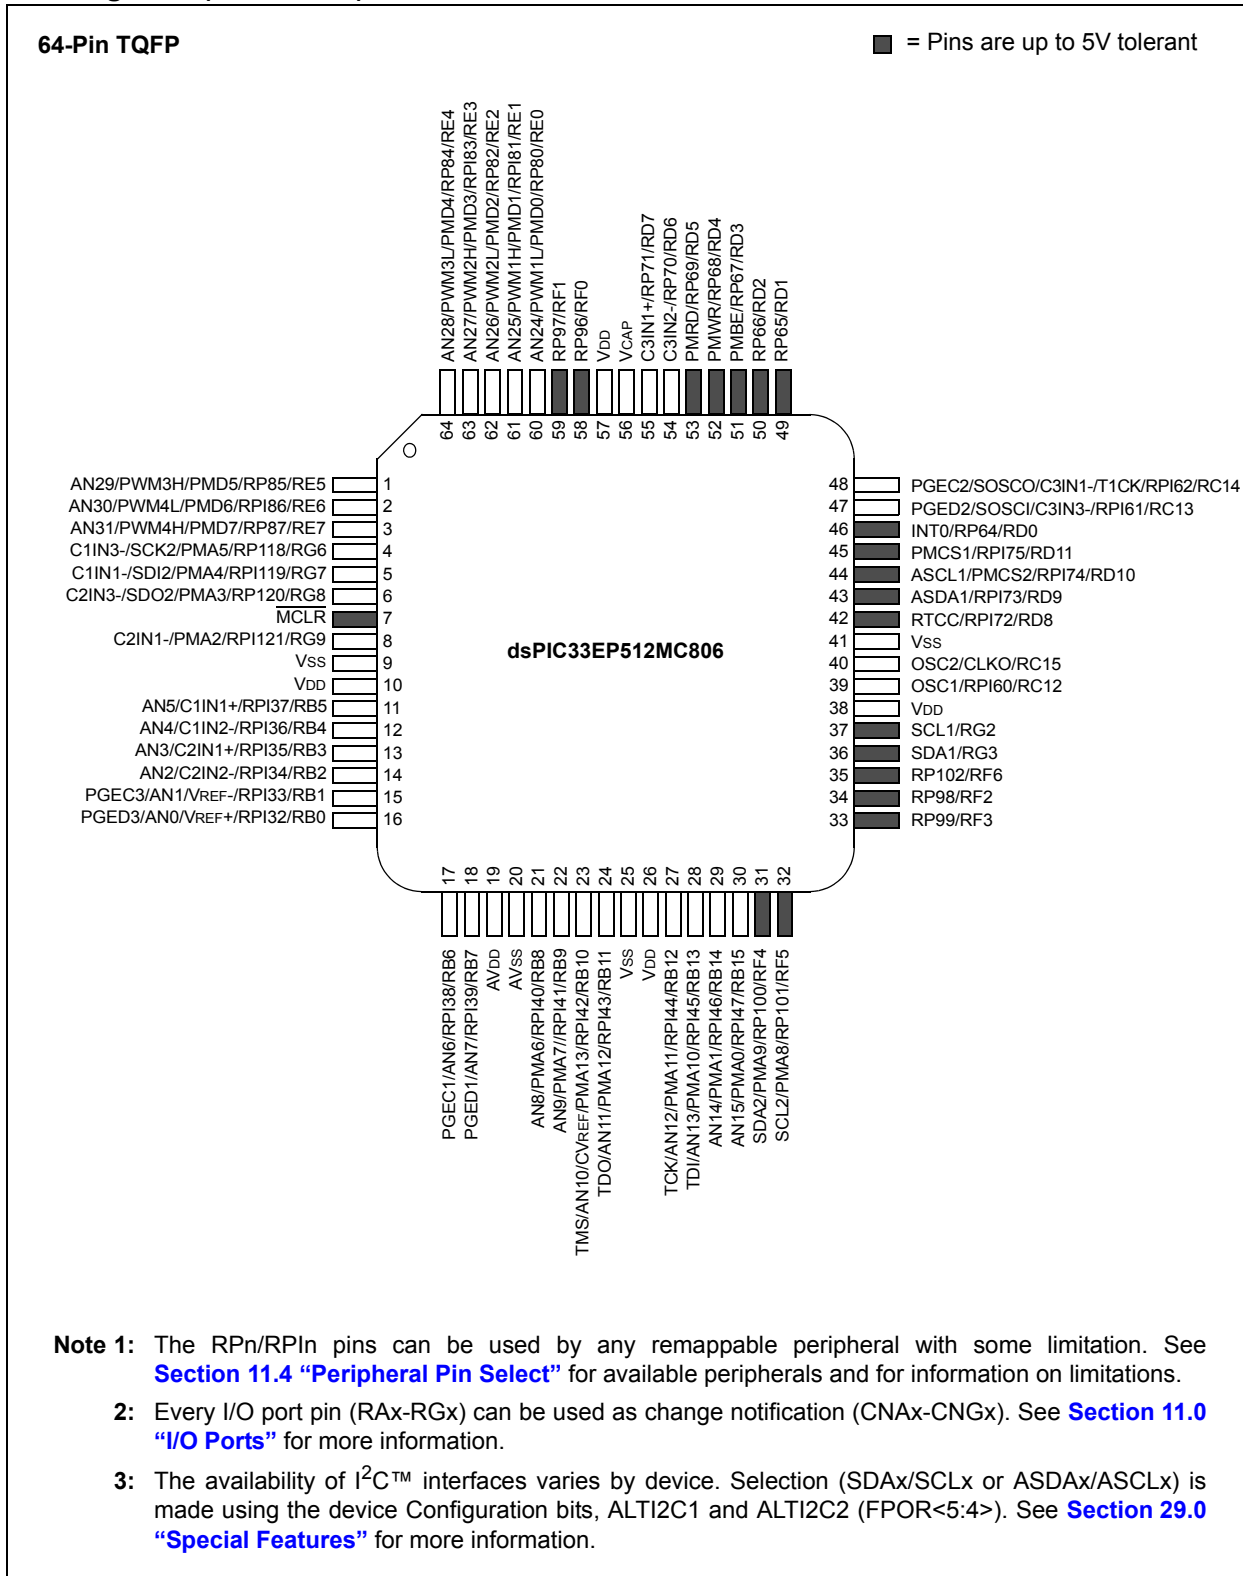 64-Pin TQFP
= Pins are up to 5V tolerant
AN28/PWM3L/PMD4/RP84/RE4
AN27/PWM2H/PMD3/RPI83/RE3
AN26/PWM2L/PMD2/RP82/RE2
AN25/PWM1H/PMD1/RPI81/RE1
AN24/PWM1L/PMD0/RP80/RE0
RP97/RF1
RP96/RF0
VDD
VCAP
C3IN1+/RP71/RD7
C3IN2-/RP70/RD6
PMRD/RP69/RD5
PMWR/RP68/RD4
PMBE/RP67/RD3
RP66/RD2
RP65/RD1
64 63 62 61 60 59 58 57 56 55 54 53 52 51 50 49
AN29/PWM3H/PMD5/RP85/RE5 1
AN30/PWM4L/PMD6/RPI86/RE6 2
AN31/PWM4H/PMD7/RP87/RE7 3
C1IN3-/SCK2/PMA5/RP118/RG6 4
C1IN1-/SDI2/PMA4/RPI119/RG7 5
C2IN3-/SDO2/PMA3/RP120/RG8 6
MCLR 7
C2IN1-/PMA2/RPI121/RG9 8
VSS 9
VDD 10
AN5/C1IN1+/RPI37/RB5 11
AN4/C1IN2-/RPI36/RB4 12
AN3/C2IN1+/RPI35/RB3 13
AN2/C2IN2-/RPI34/RB2 14
PGEC3/AN1/VREF-/RPI33/RB1 15
PGED3/AN0/VREF+/RPI32/RB0 16
dsPIC33EP512MC806
48 PGEC2/SOSCO/C3IN1-/T1CK/RPI62/RC14
47 PGED2/SOSCI/C3IN3-/RPI61/RC13
46 INT0/RP64/RD0
45 PMCS1/RPI75/RD11
44 ASCL1/PMCS2/RPI74/RD10
43 ASDA1/RPI73/RD9
42 RTCC/RPI72/RD8
41 VSS
40 OSC2/CLKO/RC15
39 OSC1/RPI60/RC12
38 VDD
37 SCL1/RG2
36 SDA1/RG3
35 RP102/RF6
34 RP98/RF2
33 RP99/RF3
17 18 19 20 21 22 23 24 25 26 27 28 29 30 31 32
PGEC1/AN6/RPI38/RB6
PGED1/AN7/RPI39/RB7
AVDD
AVSS
AN8/PMA6/RPI40/RB8
AN9/PMA7//RPI41/RB9
TMS/AN10/CVREF/PMA13/RPI42/RB10
TDO/AN11/PMA12/RPI43/RB11
VSS
VDD
TCK/AN12/PMA11/RPI44/RB12
TDI/AN13/PMA10/RPI45/RB13
AN14/PMA1/RPI46/RB14
AN15/PMA0/RPI47/RB15
SDA2/PMA9/RP100/RF4
SCL2/PMA8/RP101/RF5
Note 1: The RPn/RPIn pins can be used by any remappable peripheral with some limitation. See
Section 11.4 “Peripheral Pin Select” for available peripherals and for information on limitations.
2: Every I/O port pin (RAx-RGx) can be used as change notification (CNAx-CNGx). See Section 11.0
“I/O Ports” for more information.
3: The availability of I2C™ interfaces varies by device. Selection (SDAx/SCLx or ASDAx/ASCLx) is
made using the device Configuration bits, ALTI2C1 and ALTI2C2 (FPOR<5:4>). See Section 29.0
“Special Features” for more information.